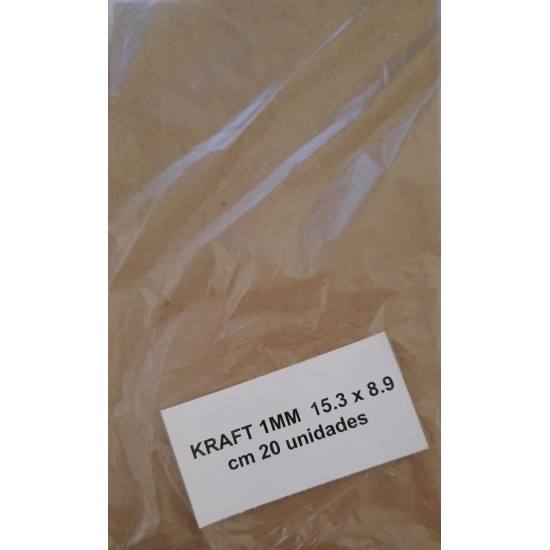 KRAFT 1MM 15.3 x 8.9
cm 20 unidades